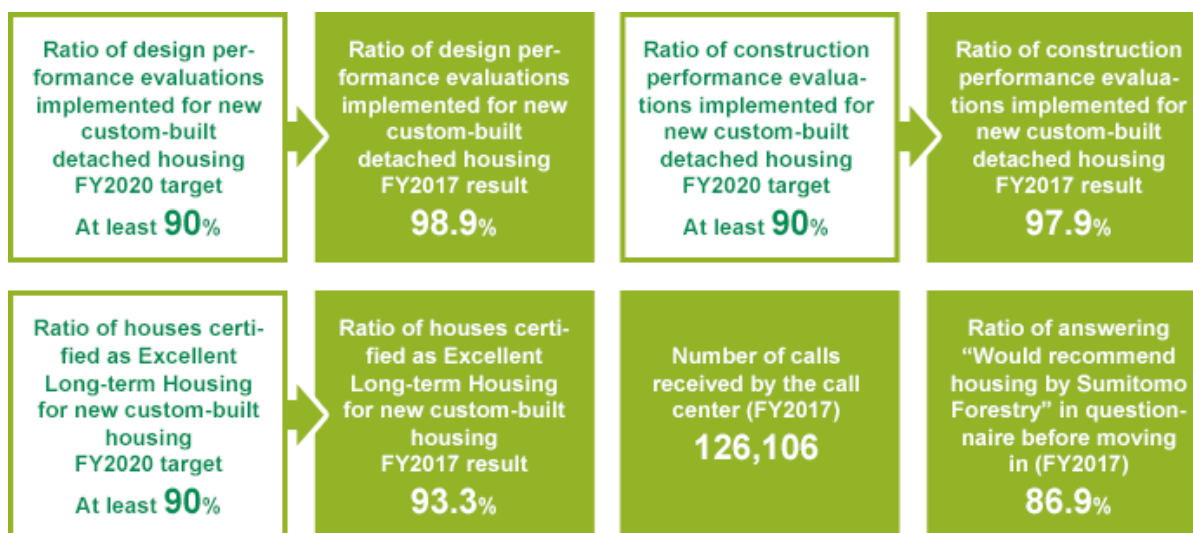 Ratio of design per-
formance evaluations
implemented for new
custom-built
detached housing
FY2020 target
At least 90%
Ratio of design per-
formance evaluations
implemented for new
custom-built
detached housing
FY2017 result
98.9%
Ratio of construction
performance evalua-
tions implemented for
new custom-built
detached housing
FY2020 target
At least 90%
Ratio of construction
performance evalua-
tions implemented for
new custom-built
detached housing
FY2017 result
97.9%
Ratio of houses certi-
fied as Excellent
Long-term Housing
for new custom-built
housing
FY2020 target
At least 90%
Ratio of houses certi-
fied as Excellent
Long-term Housing
for new custom-built
housing
FY2017 result
93.3%
Number of calls
received by the call
center (FY2017)
126,106
Ratio of answering
“Would recommend
housing by Sumitomo
Forestry” in question-
naire before moving
in (FY2017)
86.9%